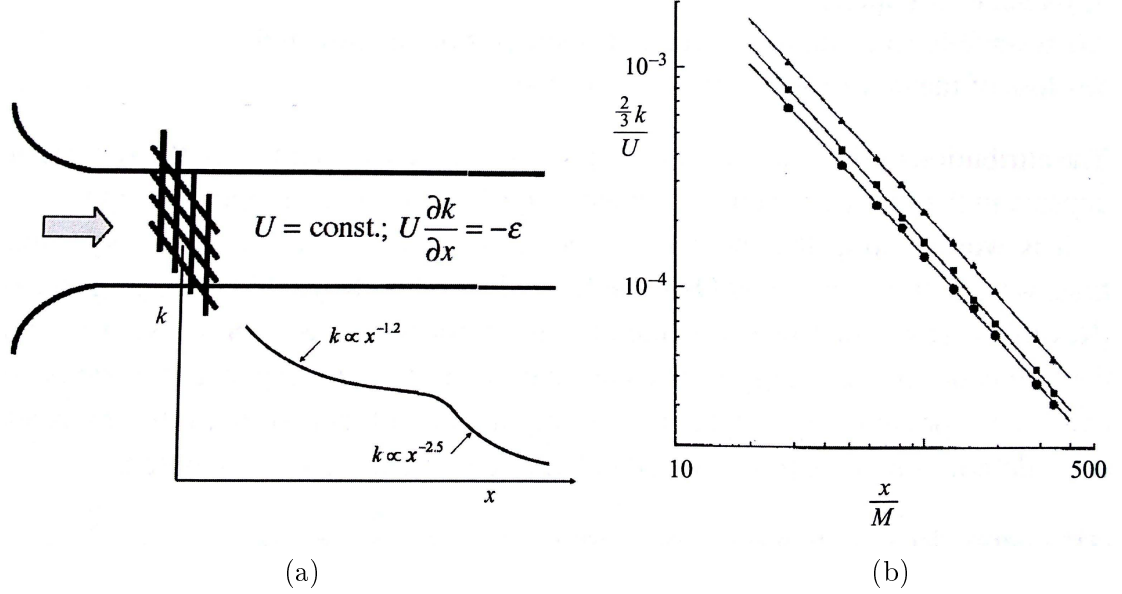 U = const.; U ∂k/∂x = −ε
k
k ∝ x^−1.2
k ∝ x^−2.5
x
(a)
10^−3
2/3 k
U
10^−4
10
500
x
M
(b)